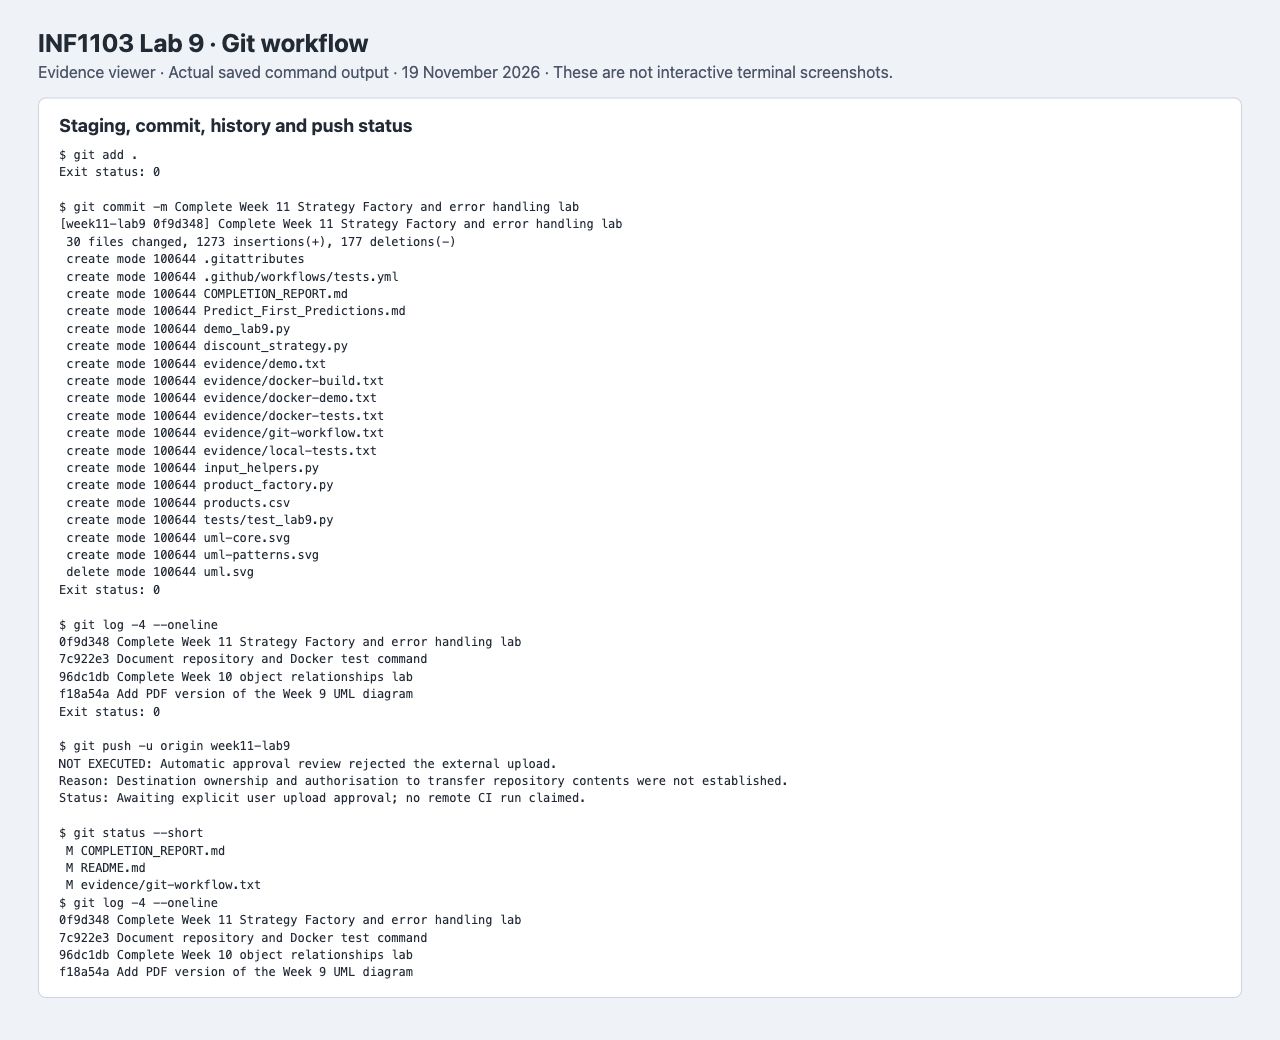 INF1103 Lab 9 · Git workflow
Evidence viewer · Actual saved command output · 19 November 2026 · These are not interactive terminal screenshots.
Staging, commit, history and push status
$ git add .
Exit status: 0
$ git commit -m Complete Week 11 Strategy Factory and error handling lab
[week11-lab9 0f9d348] Complete Week 11 Strategy Factory and error handling lab
 30 files changed, 1273 insertions(+), 177 deletions(-)
 create mode 100644 .gitattributes
 create mode 100644 .github/workflows/tests.yml
 create mode 100644 COMPLETION_REPORT.md
 create mode 100644 Predict_First_Predictions.md
 create mode 100644 demo_lab9.py
 create mode 100644 discount_strategy.py
 create mode 100644 evidence/demo.txt
 create mode 100644 evidence/docker-build.txt
 create mode 100644 evidence/docker-demo.txt
 create mode 100644 evidence/docker-tests.txt
 create mode 100644 evidence/git-workflow.txt
 create mode 100644 evidence/local-tests.txt
 create mode 100644 input_helpers.py
 create mode 100644 product_factory.py
 create mode 100644 products.csv
 create mode 100644 tests/test_lab9.py
 create mode 100644 uml-core.svg
 create mode 100644 uml-patterns.svg
 delete mode 100644 uml.svg
Exit status: 0
$ git log -4 --oneline
0f9d348 Complete Week 11 Strategy Factory and error handling lab
7c922e3 Document repository and Docker test command
96dc1db Complete Week 10 object relationships lab
f18a54a Add PDF version of the Week 9 UML diagram
Exit status: 0
$ git push -u origin week11-lab9
NOT EXECUTED: Automatic approval review rejected the external upload.
Reason: Destination ownership and authorisation to transfer repository contents were not established.
Status: Awaiting explicit user upload approval; no remote CI run claimed.
$ git status --short
 M COMPLETION_REPORT.md
 M README.md
 M evidence/git-workflow.txt
$ git log -4 --oneline
0f9d348 Complete Week 11 Strategy Factory and error handling lab
7c922e3 Document repository and Docker test command
96dc1db Complete Week 10 object relationships lab
f18a54a Add PDF version of the Week 9 UML diagram